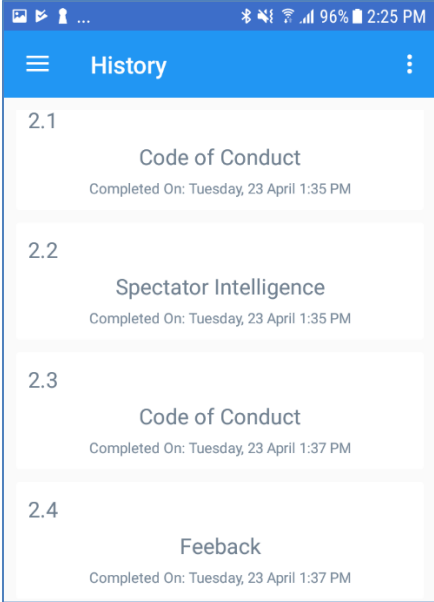 ... 96% 2:25 PM
History
2.1
Code of Conduct
Completed On: Tuesday, 23 April 1:35 PM
2.2
Spectator Intelligence
Completed On: Tuesday, 23 April 1:35 PM
2.3
Code of Conduct
Completed On: Tuesday, 23 April 1:37 PM
2.4
Feeback
Completed On: Tuesday, 23 April 1:37 PM